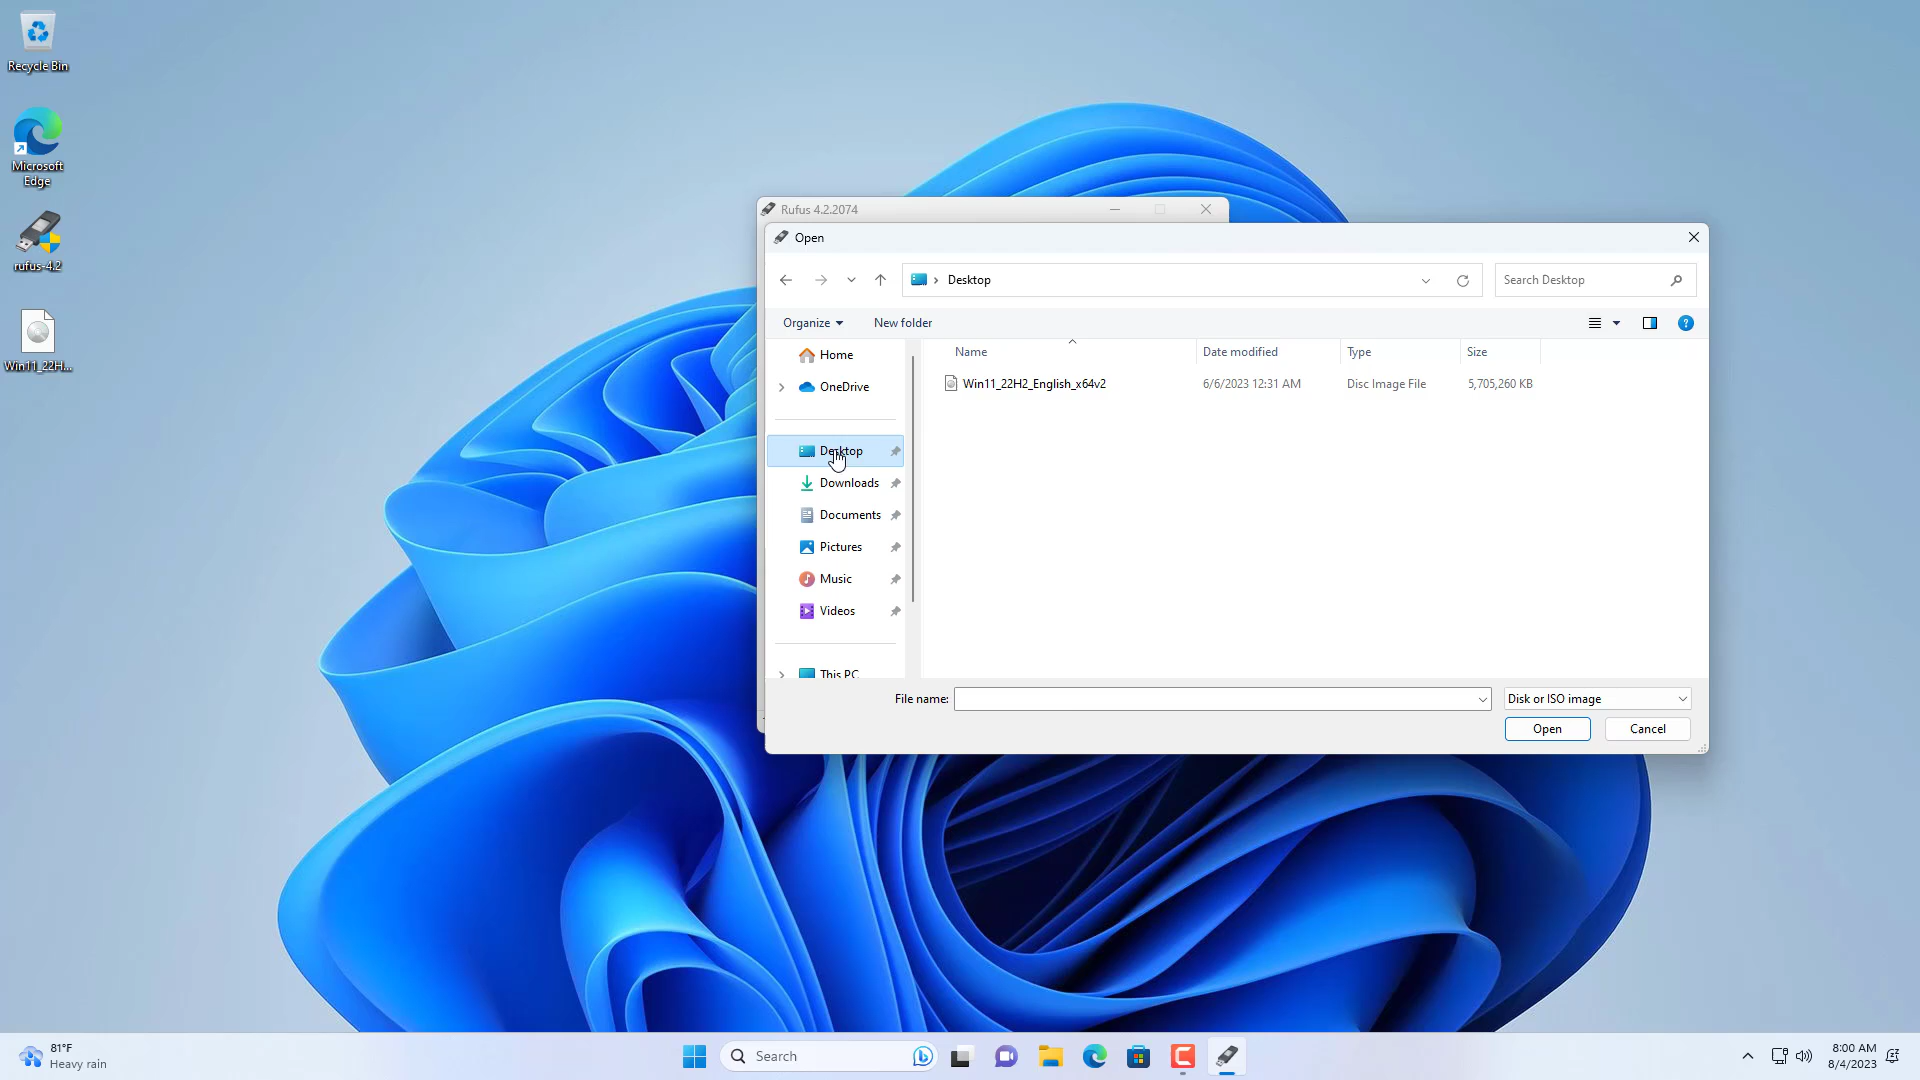 Recycle Bin
Microsoft
Edge
rufus-4.2
Win11_22H...
Rufus 4.2.2074
Open
Desktop
Search Desktop
Organize
New folder
Home
OneDrive
Desktop
Downloads
Documents
Pictures
Music
Videos
This PC
Name
Date modified
Type
Size
Win11_22H2_English_x64v2
6/6/2023 12:31 AM
Disc Image File
5,705,260 KB
File name:
Disk or ISO image
Open
Cancel
81°F
Heavy rain
Search
8:00 AM
8/4/2023